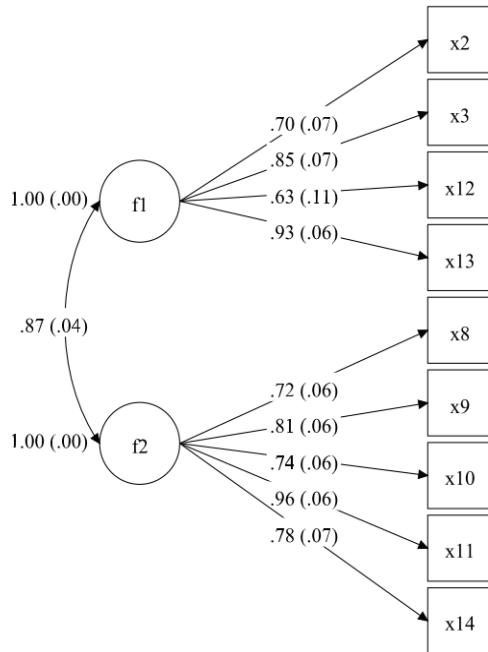 x2
.70 (.07)
x3
.85 (.07)
1.00 (.00)
f1
.63 (.11)
x12
.93 (.06)
x13
.87 (.04)
x8
.72 (.06)
x9
.81 (.06)
1.00 (.00)
f2
.74 (.06)
x10
.96 (.06)
x11
.78 (.07)
x14